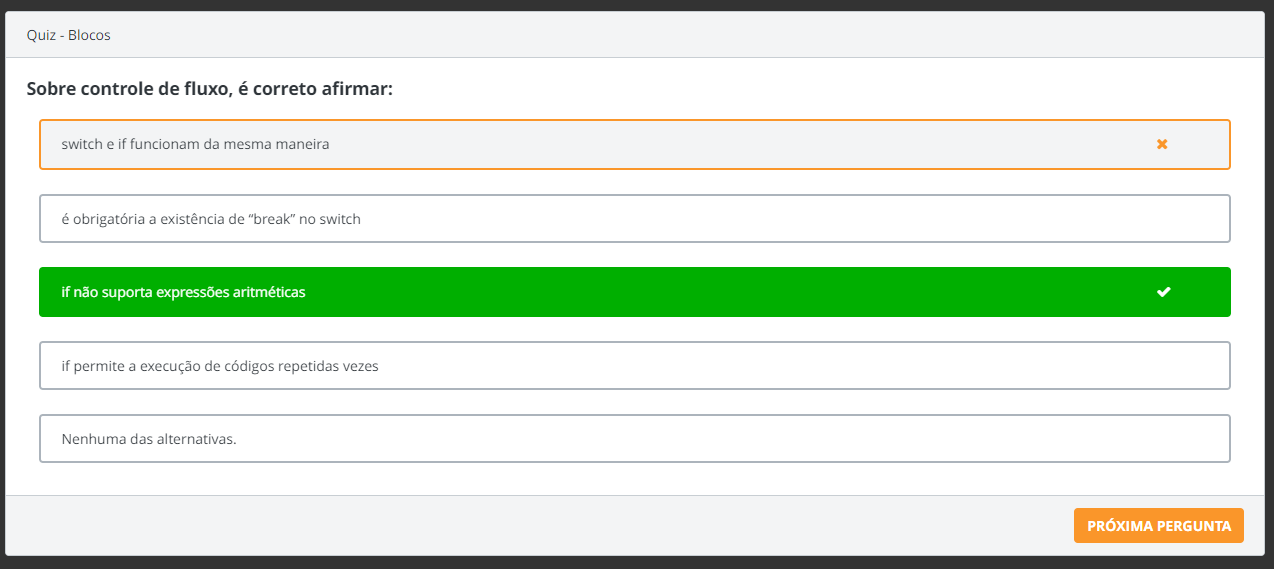 Quiz - Blocos
Sobre controle de fluxo, é correto afirmar:
switch e if funcionam da mesma maneira
é obrigatória a existência de “break” no switch
if não suporta expressões aritméticas
if permite a execução de códigos repetidas vezes
Nenhuma das alternativas.
PRÓXIMA PERGUNTA